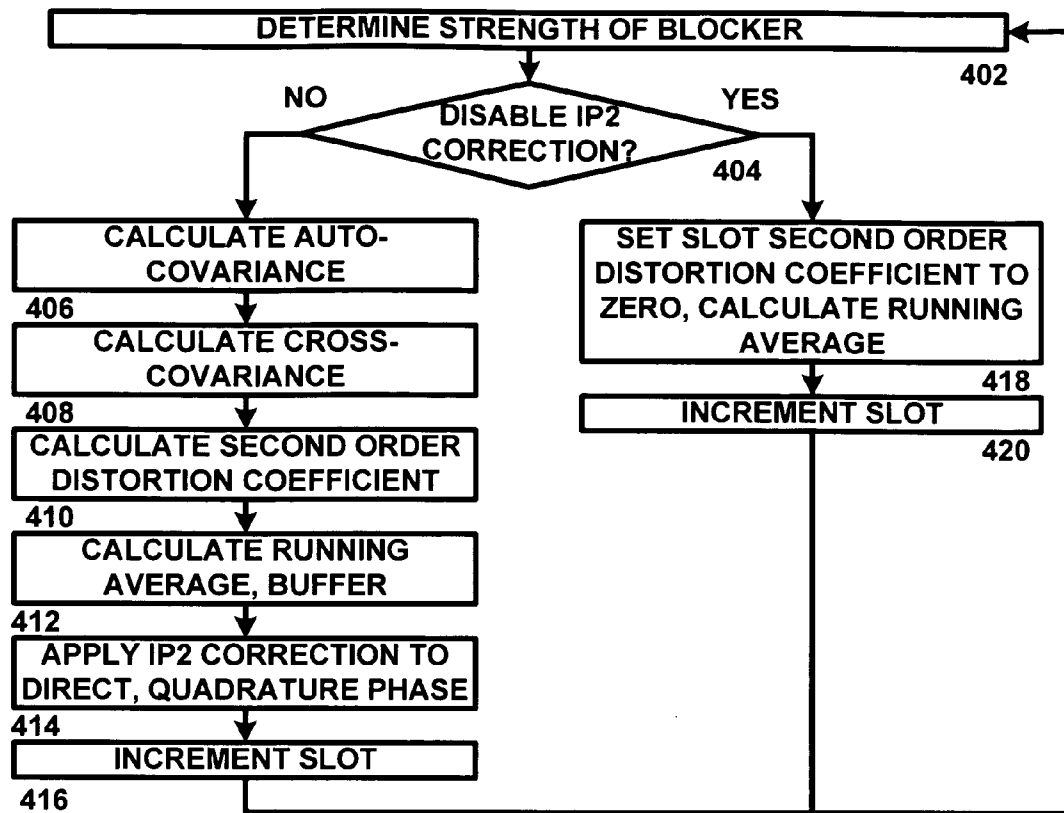 DETERMINE STRENGTH OF BLOCKER
402
NO
YES
DISABLE IP2
CORRECTION?
404
CALCULATE AUTO-
COVARIANCE
406
CALCULATE CROSS-
COVARIANCE
408
CALCULATE SECOND ORDER
DISTORTION COEFFICIENT
410
CALCULATE RUNNING
AVERAGE, BUFFER
412
APPLY IP2 CORRECTION TO
DIRECT, QUADRATURE PHASE
414
INCREMENT SLOT
416
SET SLOT SECOND ORDER
DISTORTION COEFFICIENT TO
ZERO, CALCULATE RUNNING
AVERAGE
418
INCREMENT SLOT
420